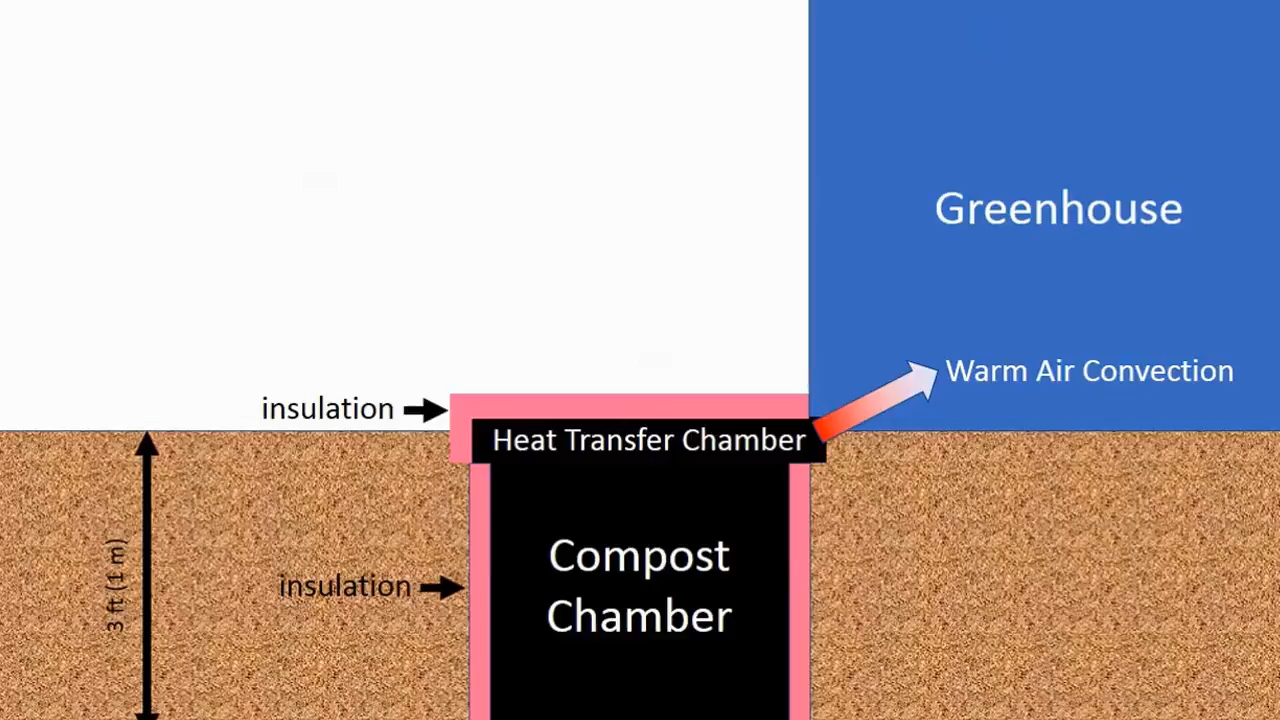 Greenhouse
Warm Air Convection
insulation
Heat Transfer Chamber
Compost
Chamber
insulation
3 ft (1 m)